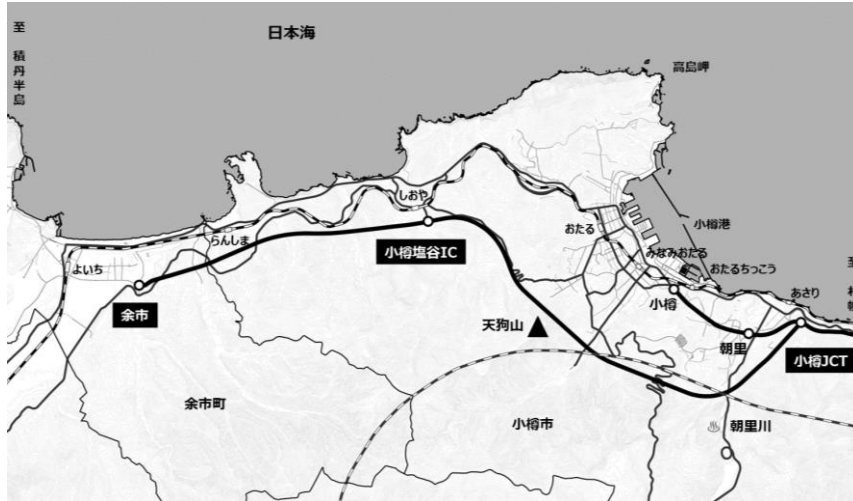 至 積丹半島
日本海
高島岬
しおや
らんしま
小樽塩谷IC
おたる
小樽港
みなみおたる
おたるちっこう
よいち
余市
小樽
あさり
至 札幌
朝里
天狗山
小樽JCT
余市町
小樽市
朝里川